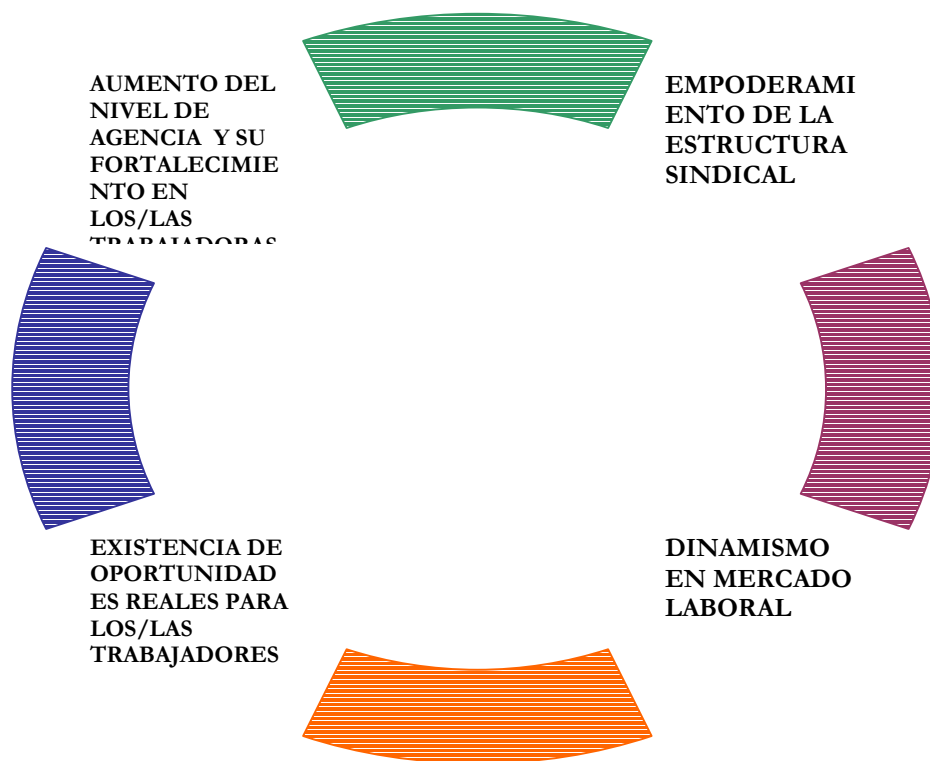 AUMENTO DEL
NIVEL DE
AGENCIA Y SU
FORTALECIMIE
NTO EN
LOS/LAS
TRABAJADORAS
EMPODERAMI
ENTO DE LA
ESTRUCTURA
SINDICAL
EXISTENCIA DE
OPORTUNIDAD
ES REALES PARA
LOS/LAS
TRABAJADORES
DINAMISMO
EN MERCADO
LABORAL